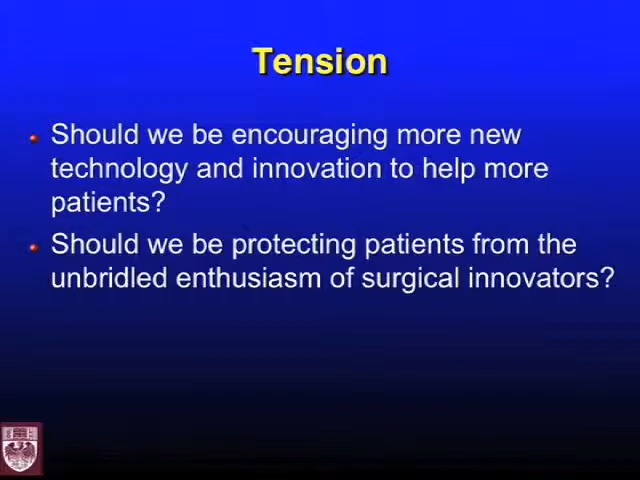 Tension
Should we be encouraging more new
technology and innovation to help more
patients?
Should we be protecting patients from the
unbridled enthusiasm of surgical innovators?